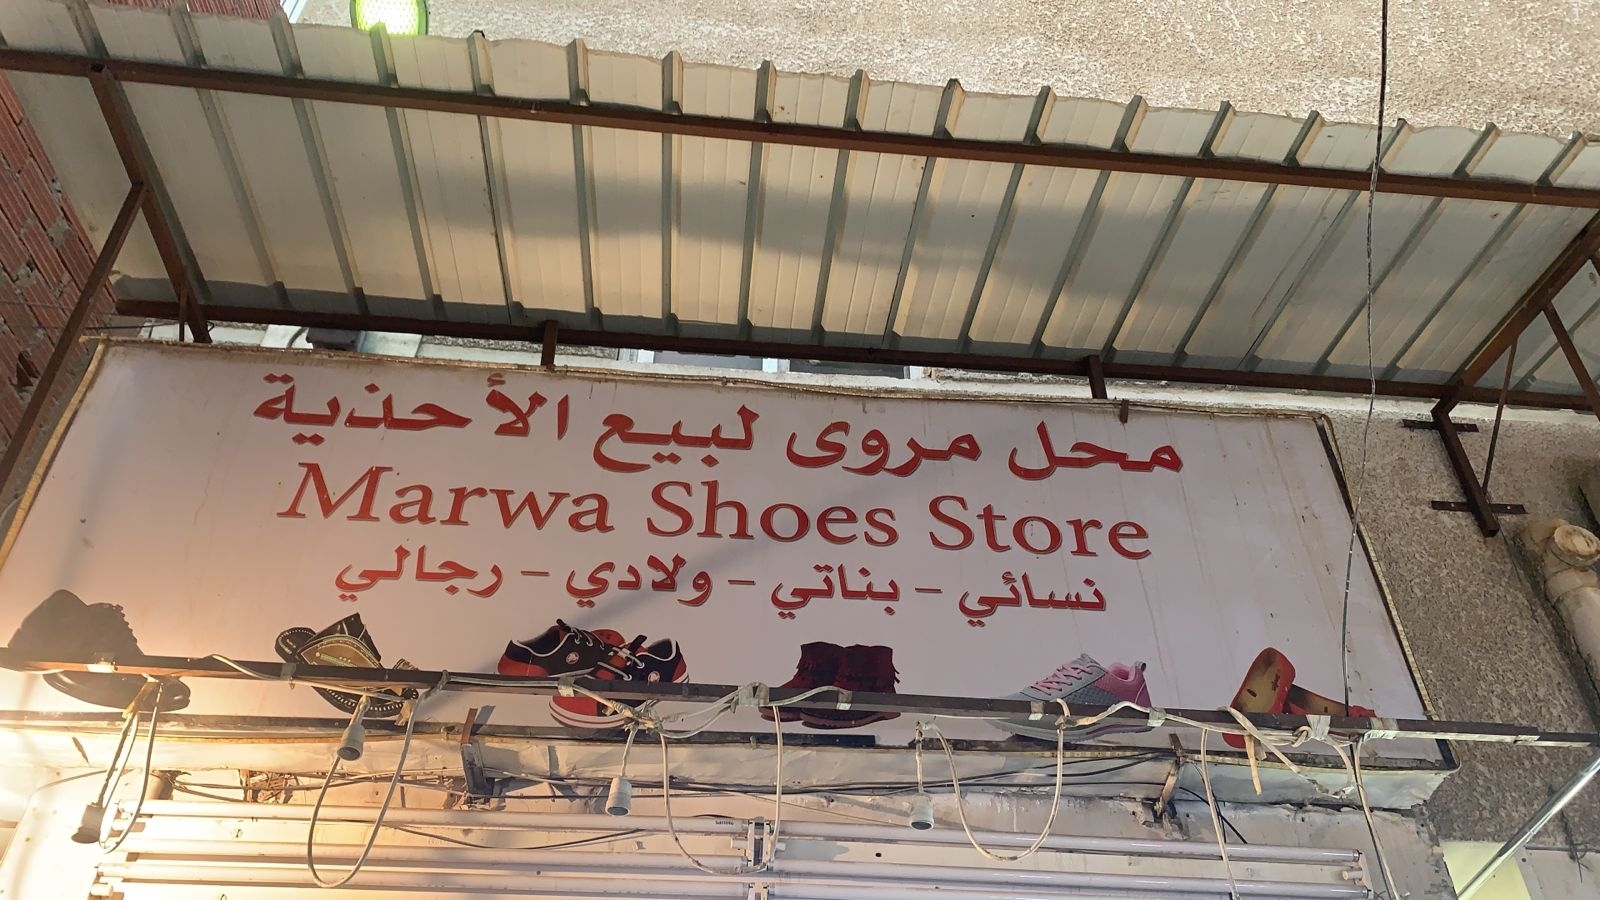 محل مروى لبيع الأحذية
Marwa Shoes Store
نسائي - بناتي - ولادي - رجالي